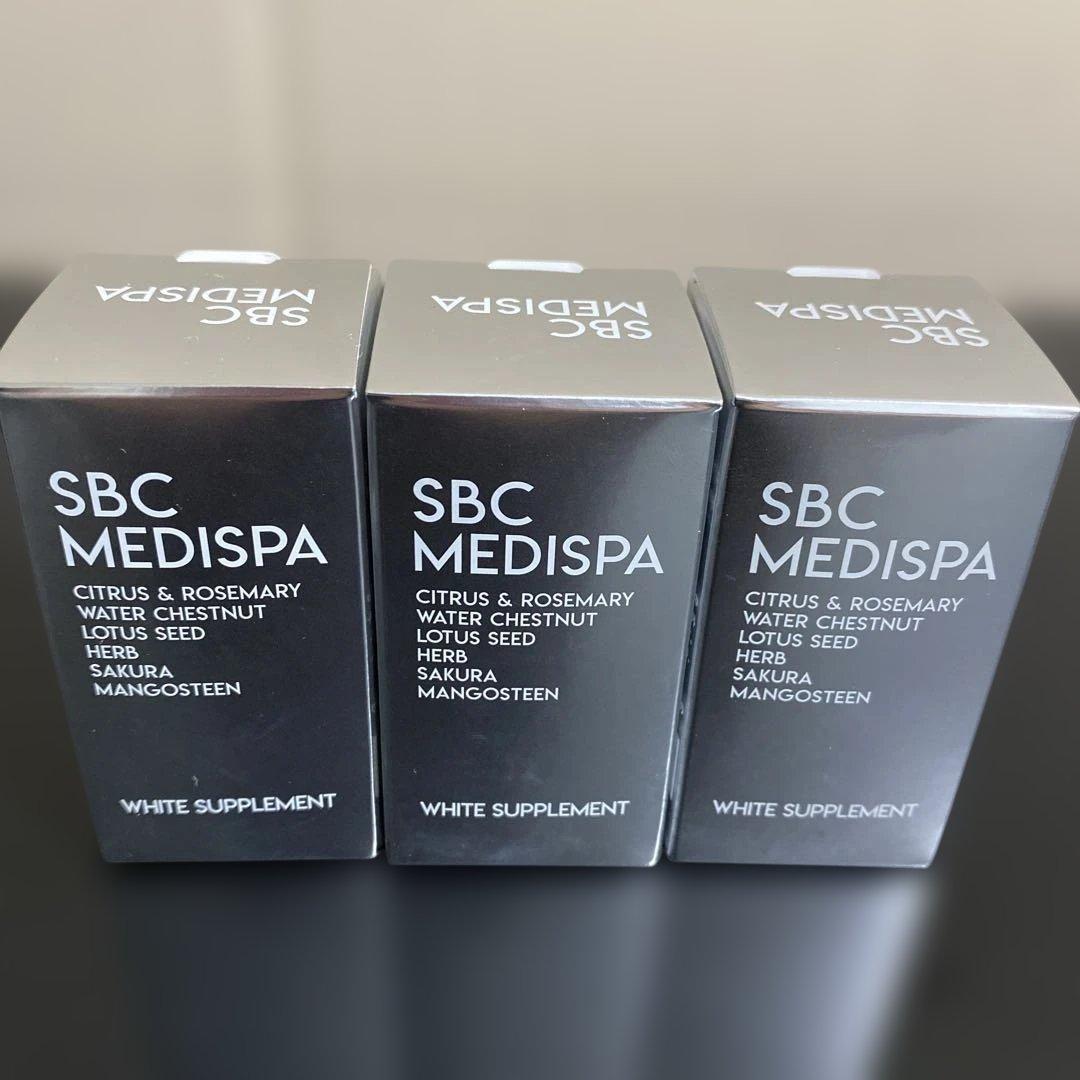 SBC
MEDISPA
SBC
MEDISPA
SBC
MEDISPA
SBC
MEDISPA
CITRUS & ROSEMARY
WATER CHESTNUT
LOTUS SEED
HERB
SAKURA
MANGOSTEEN
WHITE SUPPLEMENT
SBC
MEDISPA
CITRUS & ROSEMARY
WATER CHESTNUT
LOTUS SEED
HERB
SAKURA
MANGOSTEEN
WHITE SUPPLEMENT
SBC
MEDISPA
CITRUS & ROSEMARY
WATER CHESTNUT
LOTUS SEED
HERB
SAKURA
MANGOSTEEN
WHITE SUPPLEMENT